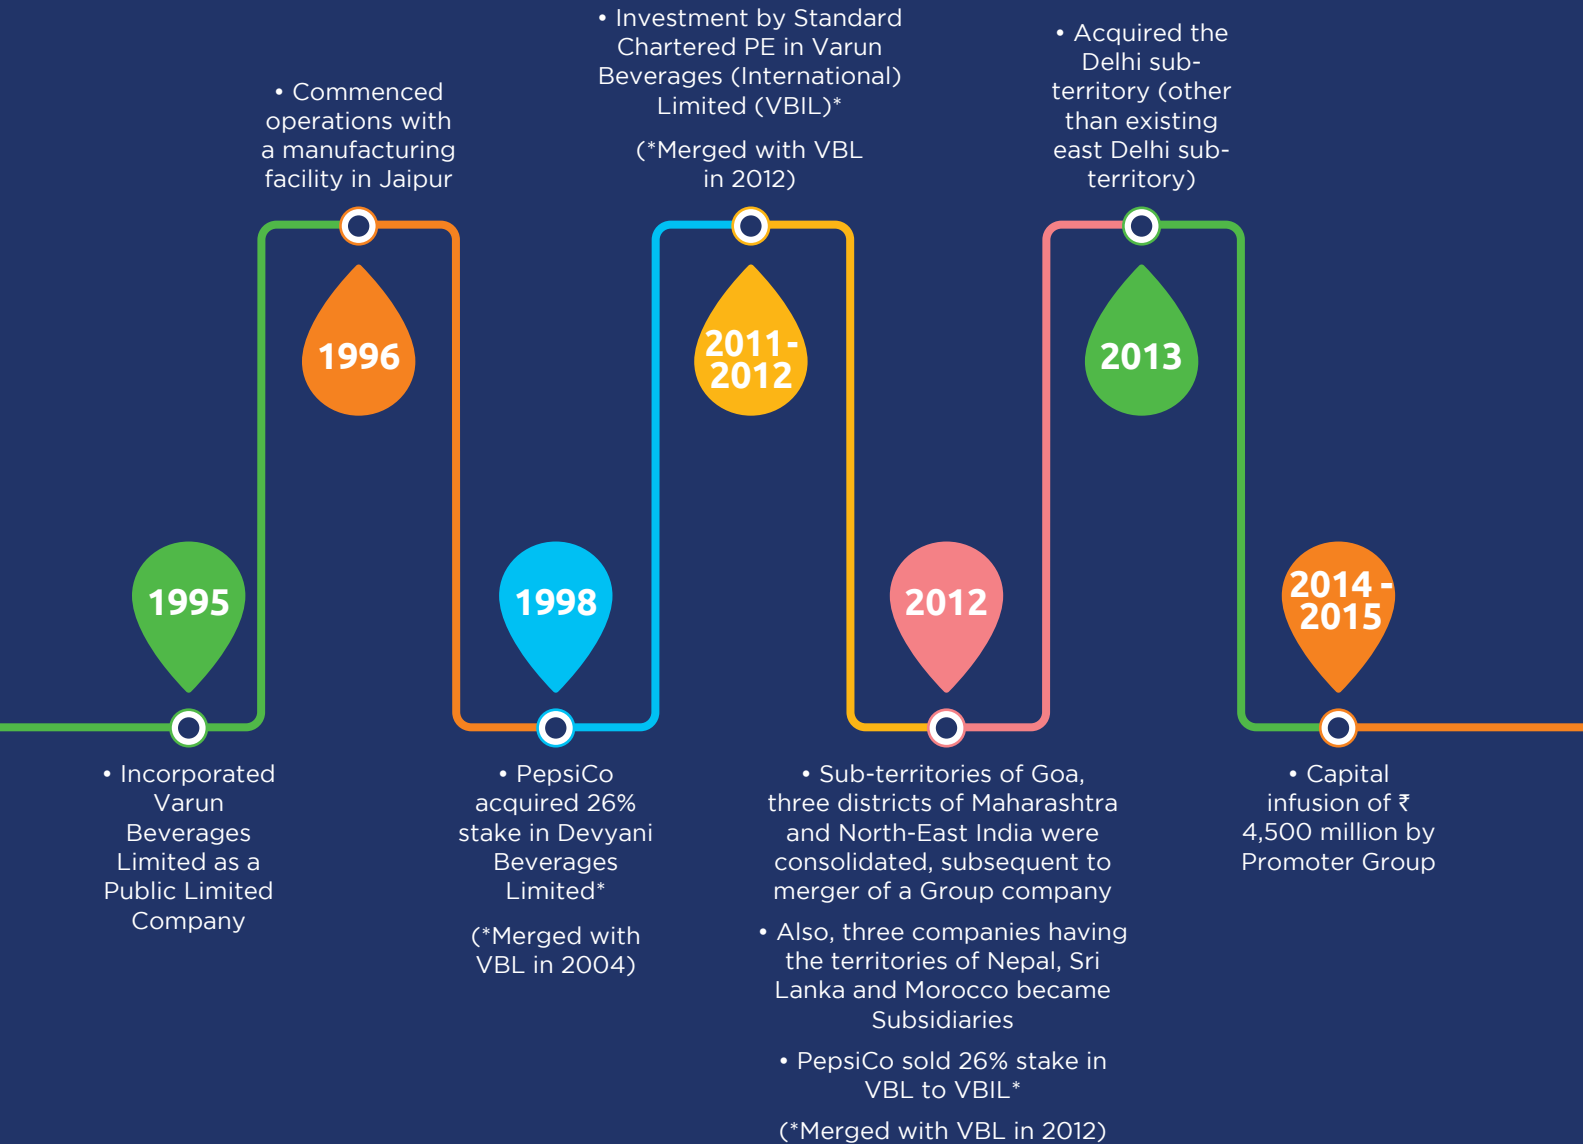 1995
• Incorporated
Varun
Beverages
Limited as a
Public Limited
Company
• Commenced
operations with
a manufacturing
facility in Jaipur
1996
1998
• PepsiCo
acquired 26%
stake in Devyani
Beverages
Limited*
(*Merged with
VBL in 2004)
• Investment by Standard
Chartered PE in Varun
Beverages (International)
Limited (VBIL)*
(*Merged with VBL
in 2012)
2011-
2012
2012
• Sub-territories of Goa,
three districts of Maharashtra
and North-East India were
consolidated, subsequent to
merger of a Group company
• Also, three companies having
the territories of Nepal, Sri
Lanka and Morocco became
Subsidiaries
• PepsiCo sold 26% stake in
VBL to VBIL*
(*Merged with VBL in 2012)
• Acquired the
Delhi sub-
territory (other
than existing
east Delhi sub-
territory)
2013
2014 -
2015
• Capital
infusion of ₹
4,500 million by
Promoter Group